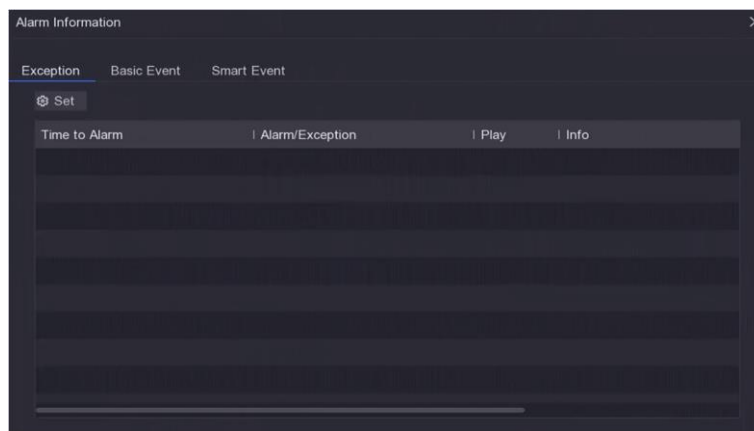 Alarm Information
Exception Basic Event Smart Event
Set
Time to Alarm Alarm/Exception Play Info